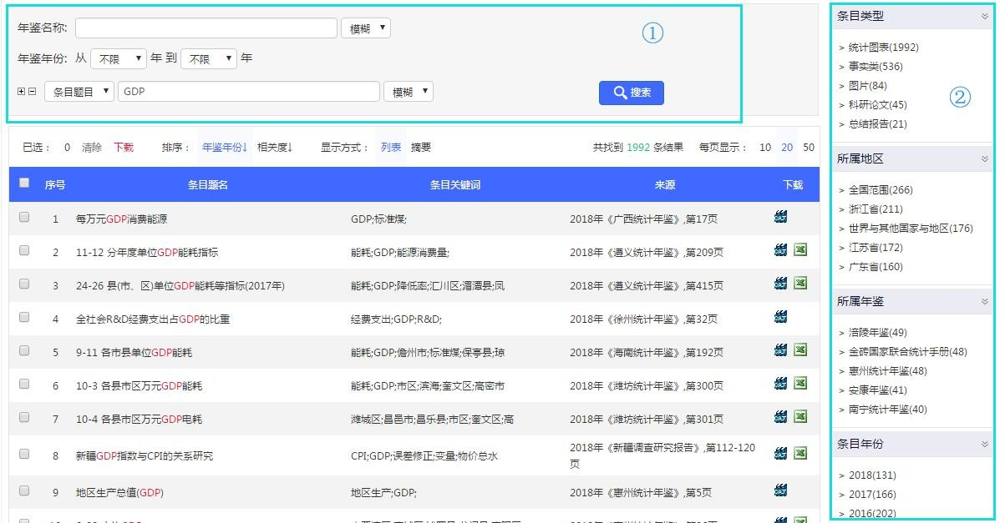 年鉴名称: 模糊
①
年鉴年份: 从 不限 年 到 不限 年
条目题目 GDP 模糊 搜索
已选： 0 清除 下载 排序： 年鉴年份↓ 相关度↓ 显示方式： 列表 摘要 共找到 1992 条结果 每页显示： 10 20 50
序号 条目题名 条目关键词 来源 下载
1 每万元GDP消费能源 GDP;标准煤; 2018年《广西统计年鉴》,第17页
2 11-12 分年度单位GDP能耗指标 能耗;GDP;能源消费量; 2018年《遵义统计年鉴》,第209页
3 24-26 县(市、区)单位GDP能耗等指标(2017年) 能耗;GDP;降低率;汇川区;湄潭县;凤 2018年《遵义统计年鉴》,第415页
4 全社会R&D经费支出占GDP的比重 经费支出;GDP;R&D; 2018年《徐州统计年鉴》,第32页
5 9-11 各市县单位GDP能耗 能耗;GDP;儋州市;标准煤;保亭县;琼 2018年《海南统计年鉴》,第192页
6 10-3 各县市区万元GDP能耗 能耗;GDP;市区;滨海;奎文区;高密市 2018年《潍坊统计年鉴》,第300页
7 10-4 各县市区万元GDP电耗 潍城区;昌邑市;昌乐县;市区;奎文区;高 2018年《潍坊统计年鉴》,第301页
8 新疆GDP指数与CPI的关系研究 CPI;GDP;误差修正;变量;物价总水 2018年《新疆调查研究报告》,第112-120
页
9 地区生产总值(GDP) 地区生产;GDP; 2018年《惠州统计年鉴》,第5页
条目类型
> 统计图表(1992)
> 事实类(536)
> 图片(84)
②
> 科研论文(45)
> 总结报告(21)
所属地区
> 全国范围(266)
> 浙江省(211)
> 世界与其他国家与地区(176)
> 江苏省(172)
> 广东省(160)
所属年鉴
> 涪陵年鉴(49)
> 金砖国家联合统计手册(48)
> 惠州统计年鉴(48)
> 安康年鉴(41)
> 南宁统计年鉴(40)
条目年份
> 2018(131)
> 2017(166)
> 2016(202)